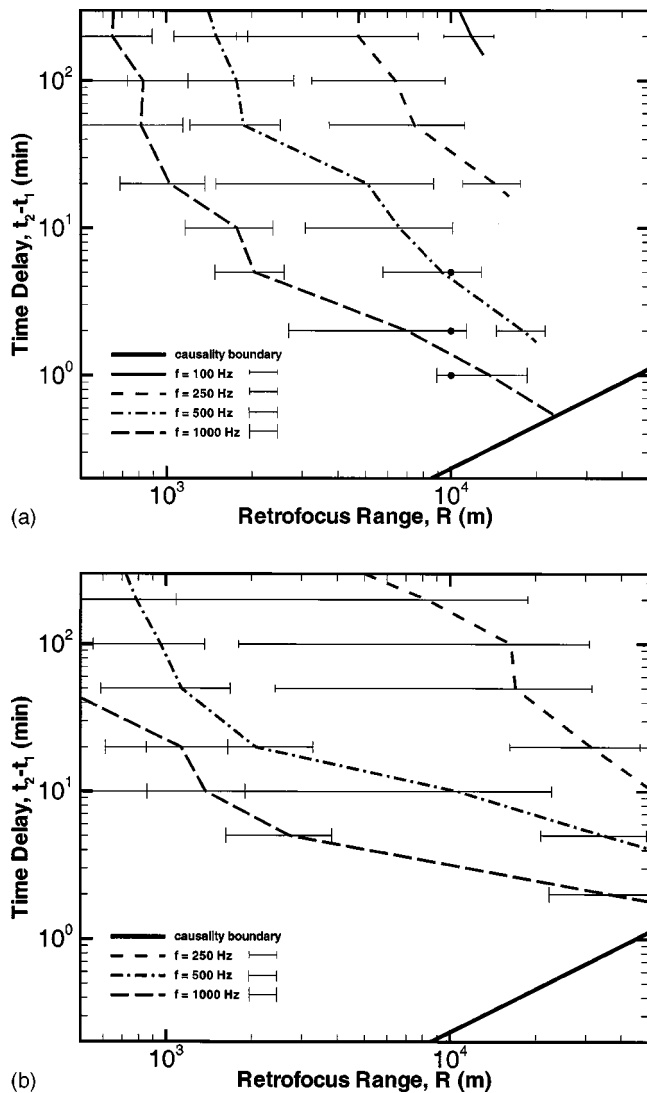 10²
10¹
10⁰
Time Delay, t₂-t₁ (min)
causality boundary
f = 100 Hz
f = 250 Hz
f = 500 Hz
f = 1000 Hz
10³
10⁴
Retrofocus Range, R (m)
(a)
10²
10¹
10⁰
Time Delay, t₂-t₁ (min)
causality boundary
f = 250 Hz
f = 500 Hz
f = 1000 Hz
10³
10⁴
Retrofocus Range, R (m)
(b)